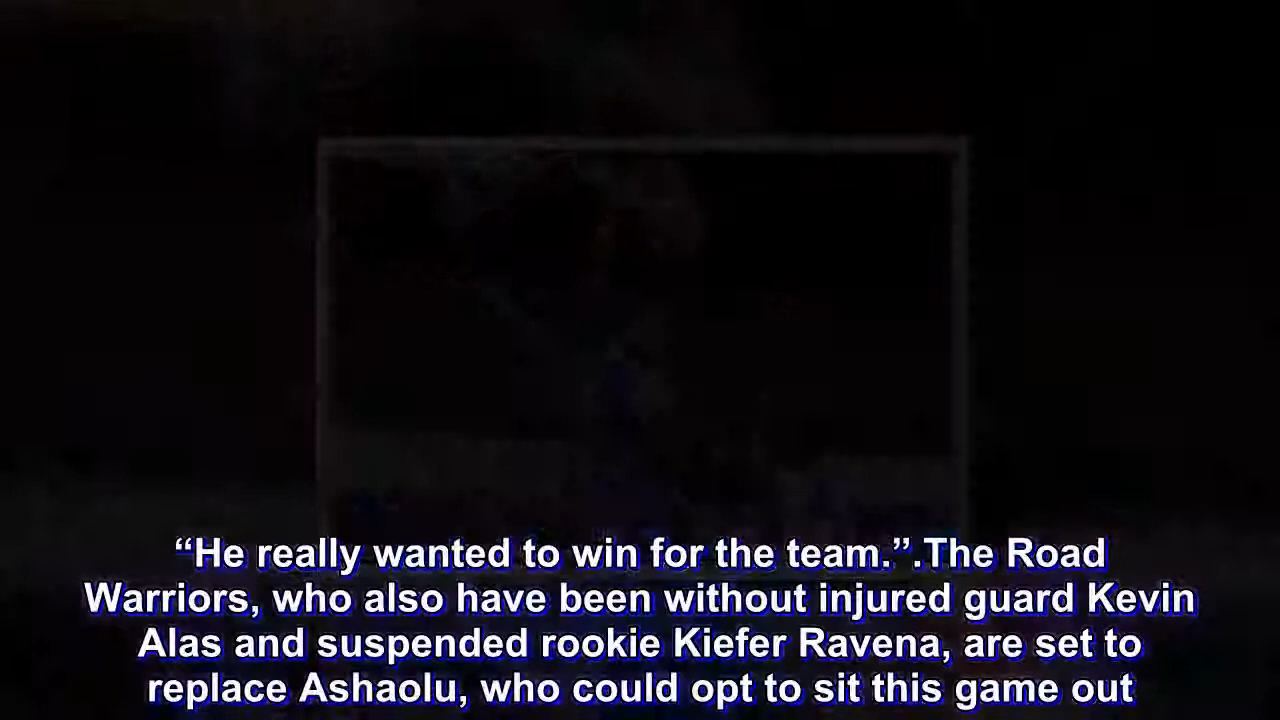 “He really wanted to win for the team.”.The Road
Warriors, who also have been without injured guard Kevin
Alas and suspended rookie Kiefer Ravena, are set to
replace Ashaolu, who could opt to sit this game out